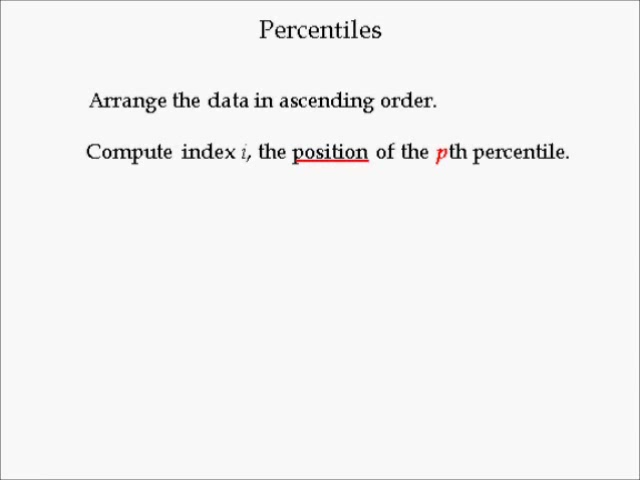 Percentiles
Arrange the data in ascending order.
Compute index i, the position of the pth percentile.